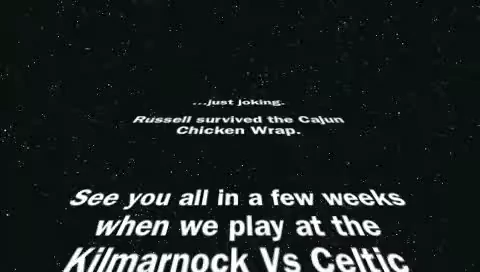 ...just joking.
Russell survived the Cajun
Chicken Wrap.
See you all in a few weeks
when we play at the
Kilmarnock Vs Celtic